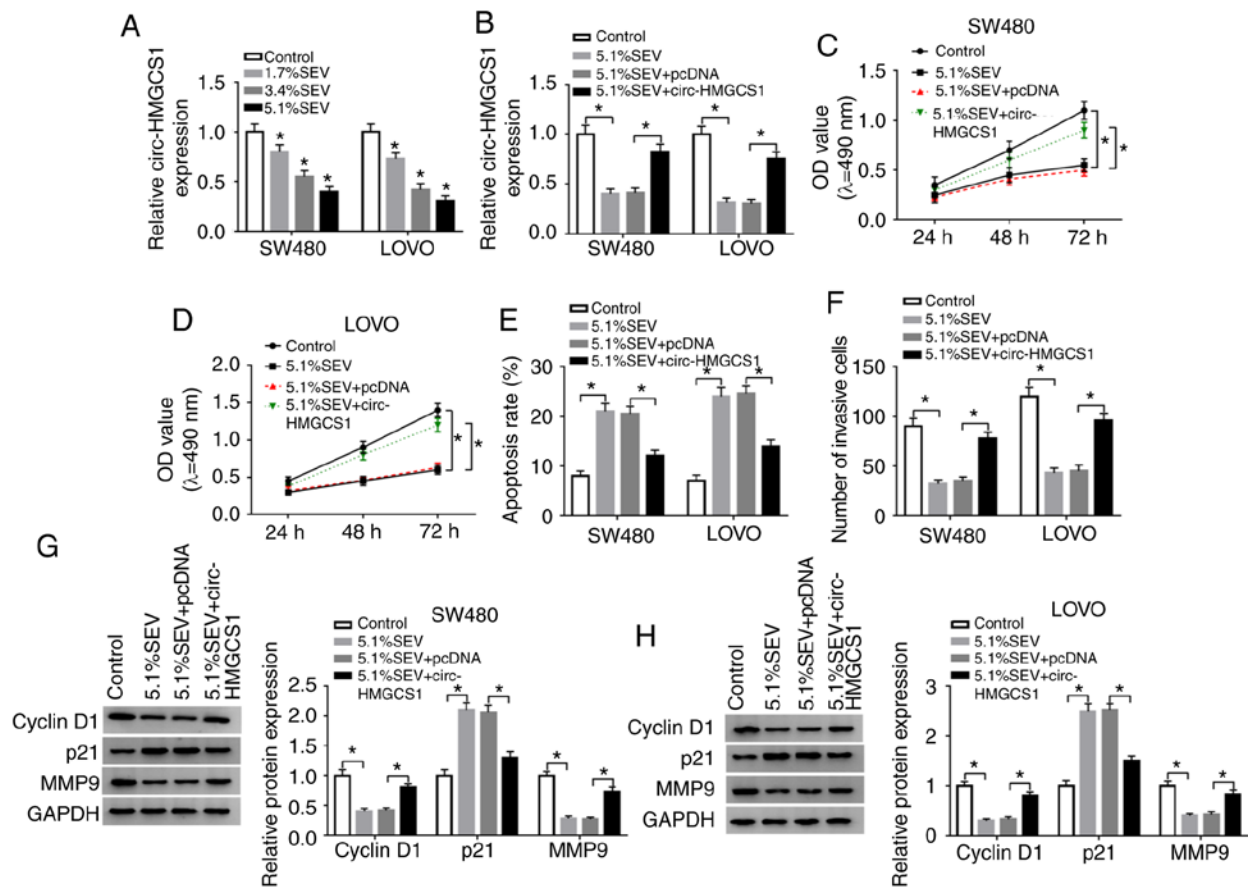 A
Control
1.7%SEV
3.4%SEV
5.1%SEV
Relative circ-HMGCS1
expression
1.5
1.0
0.5
0.0
* * *
* * *
SW480 LOVO
B
Control
5.1%SEV
5.1%SEV+pcDNA
5.1%SEV+circ-HMGCS1
Relative circ-HMGCS1
expression
1.5
1.0
0.5
0.0
* * * *
SW480 LOVO
C
SW480
Control
5.1%SEV
5.1%SEV+pcDNA
5.1%SEV+circ-
HMGCS1
OD value
(λ=490 nm)
1.5
1.0
0.5
0.0
* *
24 h 48 h 72 h
D
LOVO
Control
5.1%SEV
5.1%SEV+pcDNA
5.1%SEV+circ-
HMGCS1
OD value
(λ=490 nm)
2.0
1.5
1.0
0.5
0.0
* *
24 h 48 h 72 h
E
Control
5.1%SEV
5.1%SEV+pcDNA
5.1%SEV+circ-HMGCS1
Apoptosis rate (%)
30
20
10
0
* * * *
SW480 LOVO
F
Control
5.1%SEV
5.1%SEV+pcDNA
5.1%SEV+circ-HMGCS1
Number of invasive cells
150
100
50
0
* * * *
SW480 LOVO
G
Control
5.1%SEV
5.1%SEV+pcDNA
5.1%SEV+circ-
HMGCS1
Cyclin D1
p21
MMP9
GAPDH
SW480
Control
5.1%SEV
5.1%SEV+pcDNA
5.1%SEV+circ-
HMGCS1
Relative protein expression
2.5
2.0
1.5
1.0
0.5
0.0
* * * * * *
Cyclin D1 p21 MMP9
H
Control
5.1%SEV
5.1%SEV+pcDNA
5.1%SEV+circ-
HMGCS1
Cyclin D1
p21
MMP9
GAPDH
LOVO
Control
5.1%SEV
5.1%SEV+pcDNA
5.1%SEV+circ-
HMGCS1
Relative protein expression
3
2
1
0
* * * * * *
Cyclin D1 p21 MMP9